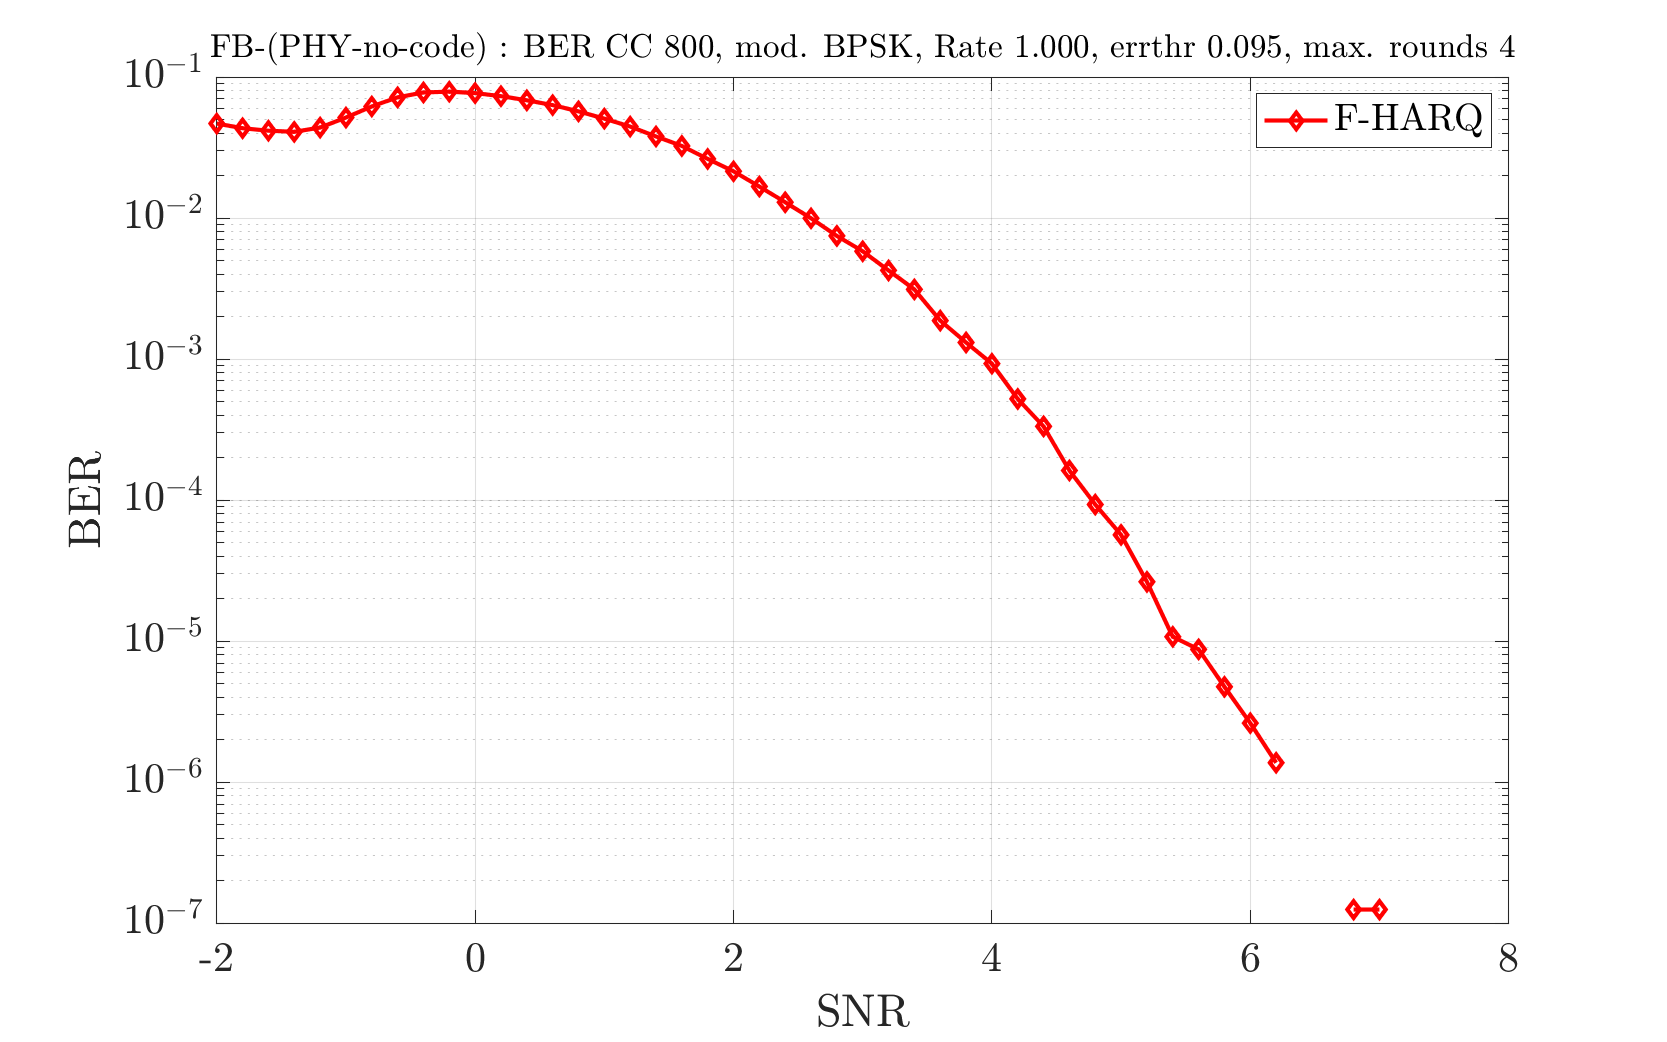 FB-(PHY-no-code) : BER CC 800, mod. BPSK, Rate 1.000, errthr 0.095, max. rounds 4
F-HARQ
10⁻¹
10⁻²
10⁻³
10⁻⁴
10⁻⁵
10⁻⁶
10⁻⁷
BER
-2 0 2 4 6 8
SNR